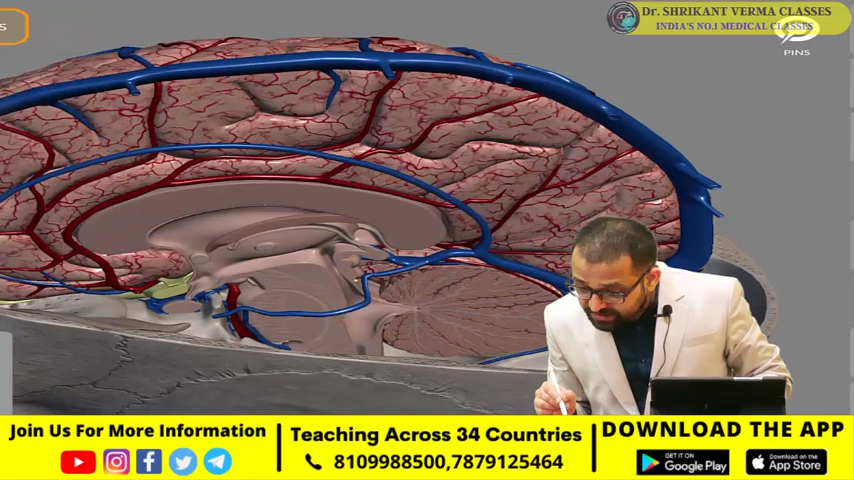 S
Dr. SHRIKANT VERMA CLASSES
INDIA'S NO.1 MEDICAL CLASSES
PINS
Join Us For More Information
Teaching Across 34 Countries
8109988500,7879125464
DOWNLOAD THE APP
GET IT ON
Google Play
Download on the
App Store